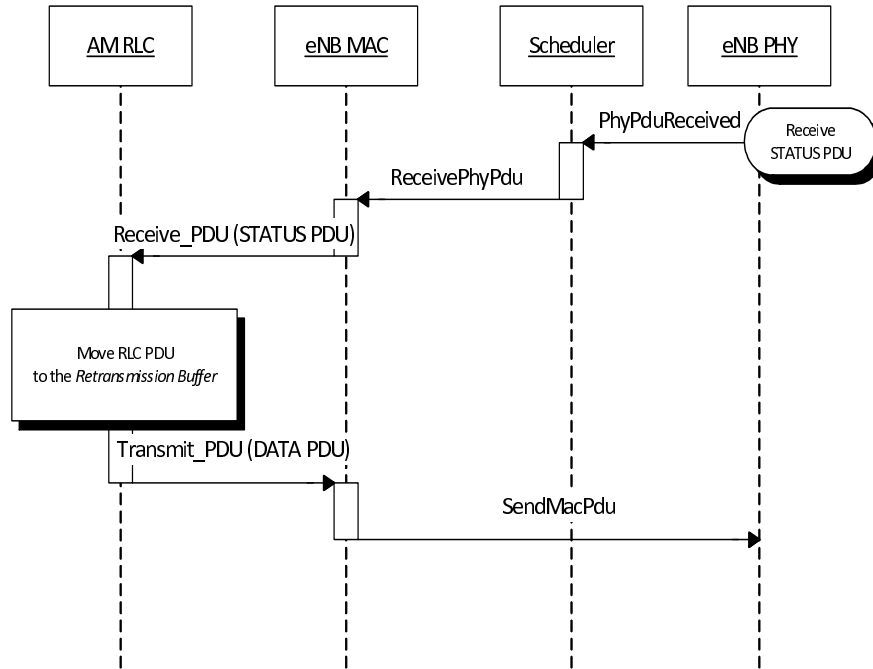 AM RLC
eNB MAC
Scheduler
eNB PHY
PhyPduReceived
Receive
STATUS PDU
ReceivePhyPdu
Receive_PDU (STATUS PDU)
Move RLC PDU
to the Retransmission Buffer
Transmit_PDU (DATA PDU)
SendMacPdu